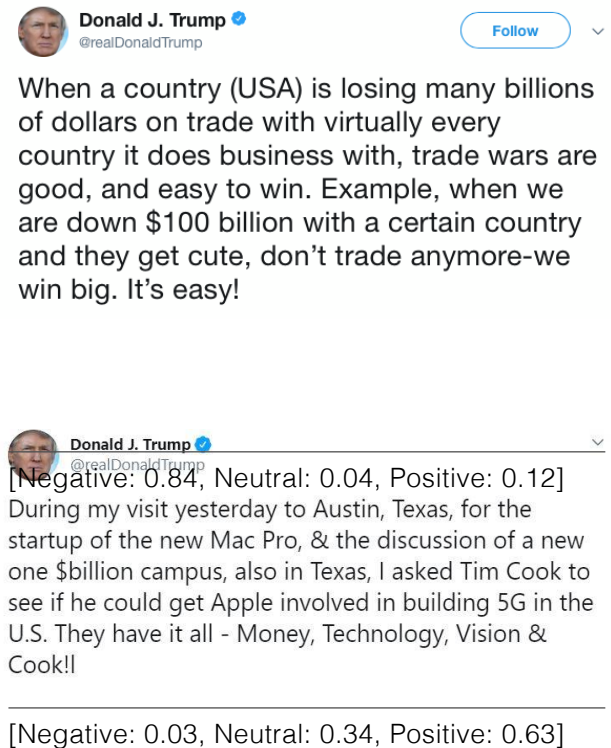 Donald J. Trump
Follow
@realDonaldTrump
When a country (USA) is losing many billions
of dollars on trade with virtually every
country it does business with, trade wars are
good, and easy to win. Example, when we
are down $100 billion with a certain country
and they get cute, don’t trade anymore-we
win big. It’s easy!
Donald J. Trump
@realDonaldTrump
[Negative: 0.84, Neutral: 0.04, Positive: 0.12]
During my visit yesterday to Austin, Texas, for the
startup of the new Mac Pro, & the discussion of a new
one $billion campus, also in Texas, I asked Tim Cook to
see if he could get Apple involved in building 5G in the
U.S. They have it all - Money, Technology, Vision &
Cook!l
[Negative: 0.03, Neutral: 0.34, Positive: 0.63]